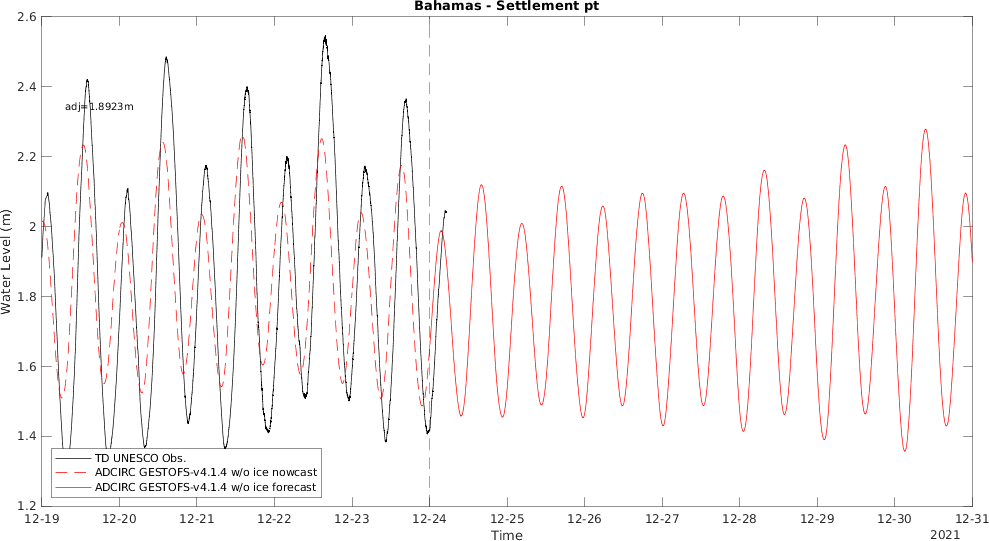 Bahamas - Settlement pt
Water Level (m)
2.6
2.4
2.2
2
1.8
1.6
1.4
1.2
adj=1.8923m
TD UNESCO Obs.
ADCIRC GESTOFS-v4.1.4 w/o ice nowcast
ADCIRC GESTOFS-v4.1.4 w/o ice forecast
12-19 12-20 12-21 12-22 12-23 12-24 12-25 12-26 12-27 12-28 12-29 12-30 12-31
Time
2021